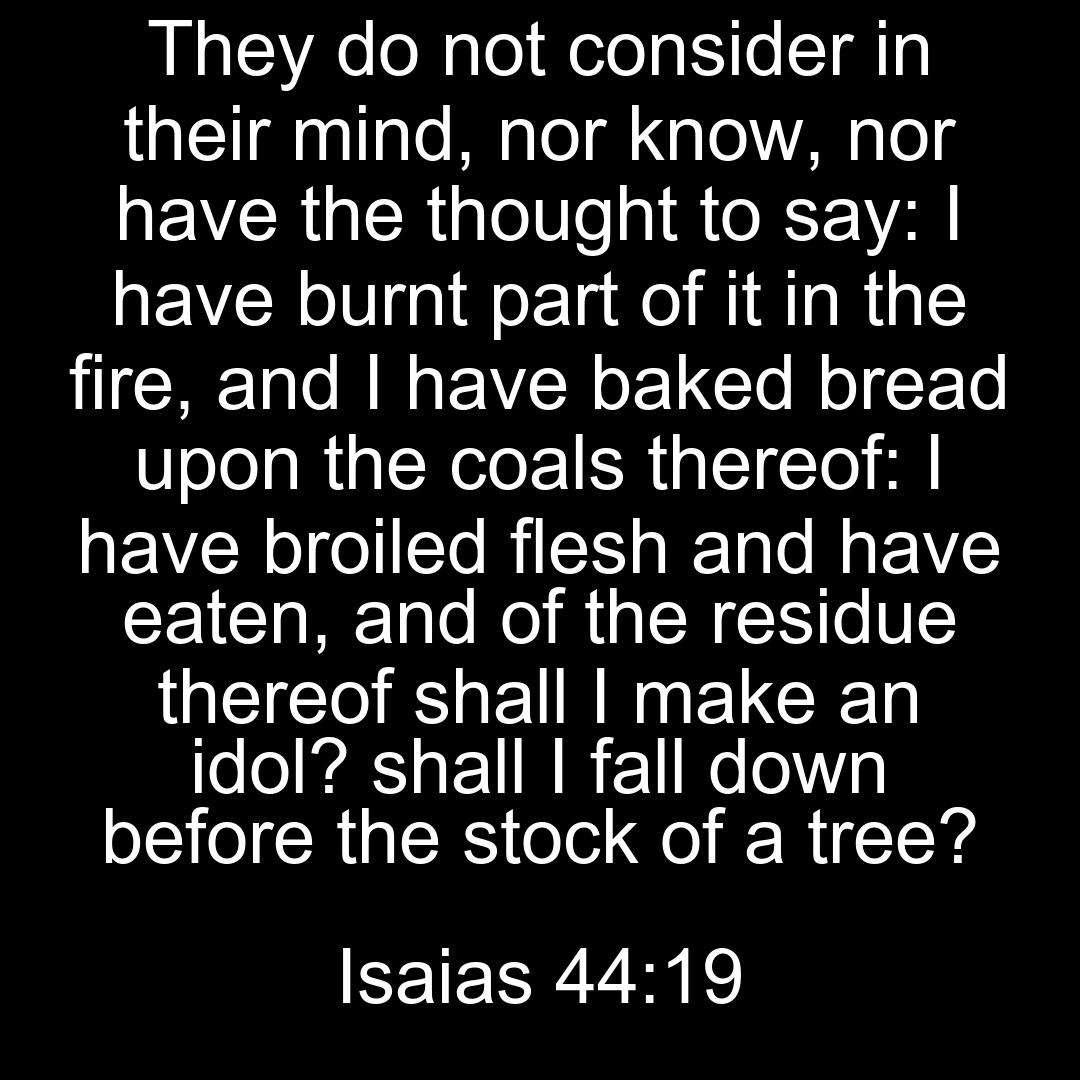 They do not consider in
their mind, nor know, nor
have the thought to say: I
have burnt part of it in the
fire, and I have baked bread
upon the coals thereof: I
have broiled flesh and have
eaten, and of the residue
thereof shall I make an
idol? shall I fall down
before the stock of a tree?
Isaias 44:19